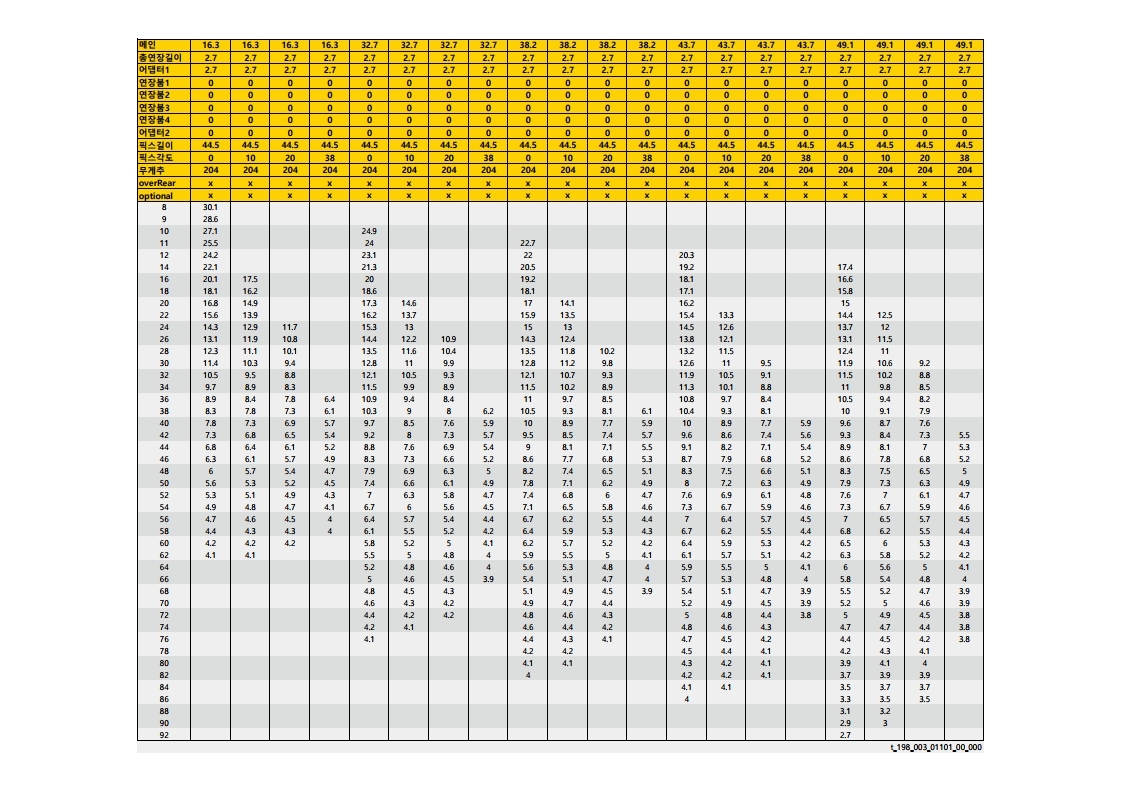 메인 16.3 16.3 16.3 16.3 32.7 32.7 32.7 32.7 38.2 38.2 38.2 38.2 43.7 43.7 43.7 43.7 49.1 49.1 49.1 49.1
총연장길이 2.7 2.7 2.7 2.7 2.7 2.7 2.7 2.7 2.7 2.7 2.7 2.7 2.7 2.7 2.7 2.7 2.7 2.7 2.7 2.7
어댑터1 2.7 2.7 2.7 2.7 2.7 2.7 2.7 2.7 2.7 2.7 2.7 2.7 2.7 2.7 2.7 2.7 2.7 2.7 2.7 2.7
연장붐1 0 0 0 0 0 0 0 0 0 0 0 0 0 0 0 0 0 0 0 0
연장붐2 0 0 0 0 0 0 0 0 0 0 0 0 0 0 0 0 0 0 0 0
연장붐3 0 0 0 0 0 0 0 0 0 0 0 0 0 0 0 0 0 0 0 0
연장붐4 0 0 0 0 0 0 0 0 0 0 0 0 0 0 0 0 0 0 0 0
어댑터2 0 0 0 0 0 0 0 0 0 0 0 0 0 0 0 0 0 0 0 0
픽스길이 44.5 44.5 44.5 44.5 44.5 44.5 44.5 44.5 44.5 44.5 44.5 44.5 44.5 44.5 44.5 44.5 44.5 44.5 44.5 44.5
픽스각도 0 10 20 38 0 10 20 38 0 10 20 38 0 10 20 38 0 10 20 38
무게추 204 204 204 204 204 204 204 204 204 204 204 204 204 204 204 204 204 204 204 204
overRear x x x x x x x x x x x x x x x x x x x x
optional x x x x x x x x x x x x x x x x x x x x
8 30.1
9 28.6
10 27.1 24.9
11 25.5 24 22.7
12 24.2 23.1 22 20.3
14 22.1 21.3 20.5 19.2 17.4
16 20.1 17.5 20 19.2 18.1 16.6
18 18.1 16.2 18.6 18.1 17.1 15.8
20 16.8 14.9 17.3 14.6 17 14.1 16.2 15
22 15.6 13.9 16.2 13.7 15.9 13.5 15.4 13.3 14.4 12.5
24 14.3 12.9 11.7 15.3 13 15 13 14.5 12.6 13.7 12
26 13.1 11.9 10.8 14.4 12.2 10.9 14.3 12.4 13.8 12.1 13.1 11.5
28 12.3 11.1 10.1 13.5 11.6 10.4 13.5 11.8 10.2 13.2 11.5 12.4 11
30 11.4 10.3 9.4 12.8 11 9.9 12.8 11.2 9.8 12.6 11 9.5 11.9 10.6 9.2
32 10.5 9.5 8.8 12.1 10.5 9.3 12.1 10.7 9.3 11.9 10.5 9.1 11.5 10.2 8.8
34 9.7 8.9 8.3 11.5 9.9 8.9 11.5 10.2 8.9 11.3 10.1 8.8 11 9.8 8.5
36 8.9 8.4 7.8 6.4 10.9 9.4 8.4 11 9.7 8.5 10.8 9.7 8.4 10.5 9.4 8.2
38 8.3 7.8 7.3 6.1 10.3 9 8 6.2 10.5 9.3 8.1 6.1 10.4 9.3 8.1 10 9.1 7.9
40 7.8 7.3 6.9 5.7 9.7 8.5 7.6 5.9 10 8.9 7.7 5.9 10 8.9 7.7 5.9 9.6 8.7 7.6
42 7.3 6.8 6.5 5.4 9.2 8 7.3 5.7 9.5 8.5 7.4 5.7 9.6 8.6 7.4 5.6 9.3 8.4 7.3 5.5
44 6.8 6.4 6.1 5.2 8.8 7.6 6.9 5.4 9 8.1 7.1 5.5 9.1 8.2 7.1 5.4 8.9 8.1 7 5.3
46 6.3 6.1 5.7 4.9 8.3 7.3 6.6 5.2 8.6 7.7 6.8 5.3 8.7 7.9 6.8 5.2 8.6 7.8 6.8 5.2
48 6 5.7 5.4 4.7 7.9 6.9 6.3 5 8.2 7.4 6.5 5.1 8.3 7.5 6.6 5.1 8.3 7.5 6.5 5
50 5.6 5.3 5.2 4.5 7.4 6.6 6.1 4.9 7.8 7.1 6.2 4.9 8 7.2 6.3 4.9 7.9 7.3 6.3 4.9
52 5.3 5.1 4.9 4.3 7 6.3 5.8 4.7 7.4 6.8 6 4.7 7.6 6.9 6.1 4.8 7.6 7 6.1 4.7
54 4.9 4.8 4.7 4.1 6.7 6 5.6 4.5 7.1 6.5 5.8 4.6 7.3 6.7 5.9 4.6 7.3 6.7 5.9 4.6
56 4.7 4.6 4.5 4 6.4 5.7 5.4 4.4 6.7 6.2 5.5 4.4 7 6.4 5.7 4.5 7 6.5 5.7 4.5
58 4.4 4.3 4.3 4 6.1 5.5 5.2 4.2 6.4 5.9 5.3 4.3 6.7 6.2 5.5 4.4 6.8 6.2 5.5 4.4
60 4.2 4.2 4.2 5.8 5.2 5 4.1 6.2 5.7 5.2 4.2 6.4 5.9 5.3 4.2 6.5 6 5.3 4.3
62 4.1 4.1 5.5 5 4.8 4 5.9 5.5 5 4.1 6.1 5.7 5.1 4.2 6.3 5.8 5.2 4.2
64 5.2 4.8 4.6 4 5.6 5.3 4.8 4 5.9 5.5 5 4.1 6 5.6 5 4.1
66 5 4.6 4.5 3.9 5.4 5.1 4.7 4 5.7 5.3 4.8 4 5.8 5.4 4.8 4
68 4.8 4.5 4.3 5.1 4.9 4.5 3.9 5.4 5.1 4.7 3.9 5.5 5.2 4.7 3.9
70 4.6 4.3 4.2 4.9 4.7 4.4 5.2 4.9 4.5 3.9 5.2 5 4.6 3.9
72 4.4 4.2 4.2 4.8 4.6 4.3 5 4.8 4.4 3.8 5 4.9 4.5 3.8
74 4.2 4.1 4.6 4.4 4.2 4.8 4.6 4.3 4.7 4.7 4.4 3.8
76 4.1 4.4 4.3 4.1 4.7 4.5 4.2 4.4 4.5 4.2 3.8
78 4.2 4.2 4.5 4.4 4.1 4.2 4.3 4.1
80 4.1 4.1 4.3 4.2 4.1 3.9 4.1 4
82 4 4.2 4.2 4.1 3.7 3.9 3.9
84 4.1 4.1 3.5 3.7 3.7
86 4 3.3 3.5 3.5
88 3.1 3.2
90 2.9 3
92 2.7
t_198_003_01101_00_000